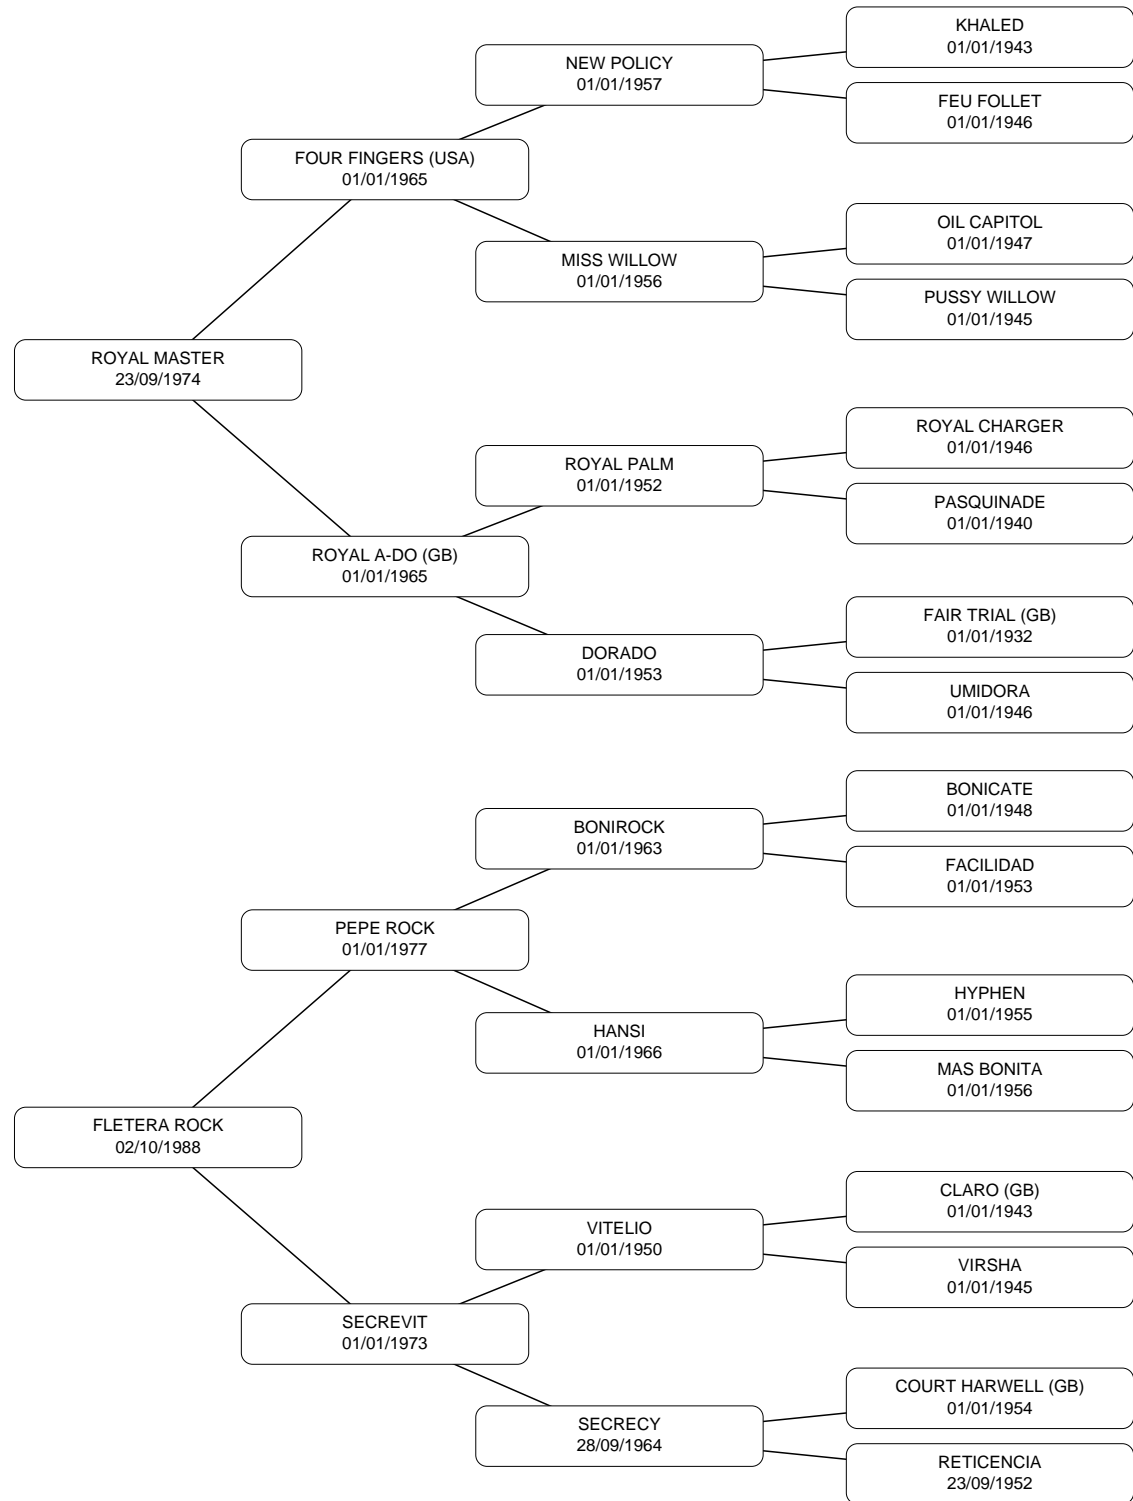 KHALED
01/01/1943
NEW POLICY
01/01/1957
FEU FOLLET
01/01/1946
FOUR FINGERS (USA)
01/01/1965
OIL CAPITOL
01/01/1947
MISS WILLOW
01/01/1956
PUSSY WILLOW
01/01/1945
ROYAL MASTER
23/09/1974
ROYAL CHARGER
01/01/1946
ROYAL PALM
01/01/1952
PASQUINADE
01/01/1940
ROYAL A-DO (GB)
01/01/1965
FAIR TRIAL (GB)
01/01/1932
DORADO
01/01/1953
UMIDORA
01/01/1946
BONICATE
01/01/1948
BONIROCK
01/01/1963
FACILIDAD
01/01/1953
PEPE ROCK
01/01/1977
HYPHEN
01/01/1955
HANSI
01/01/1966
MAS BONITA
01/01/1956
FLETERA ROCK
02/10/1988
CLARO (GB)
01/01/1943
VITELIO
01/01/1950
VIRSHA
01/01/1945
SECREVIT
01/01/1973
COURT HARWELL (GB)
01/01/1954
SECRECY
28/09/1964
RETICENCIA
23/09/1952